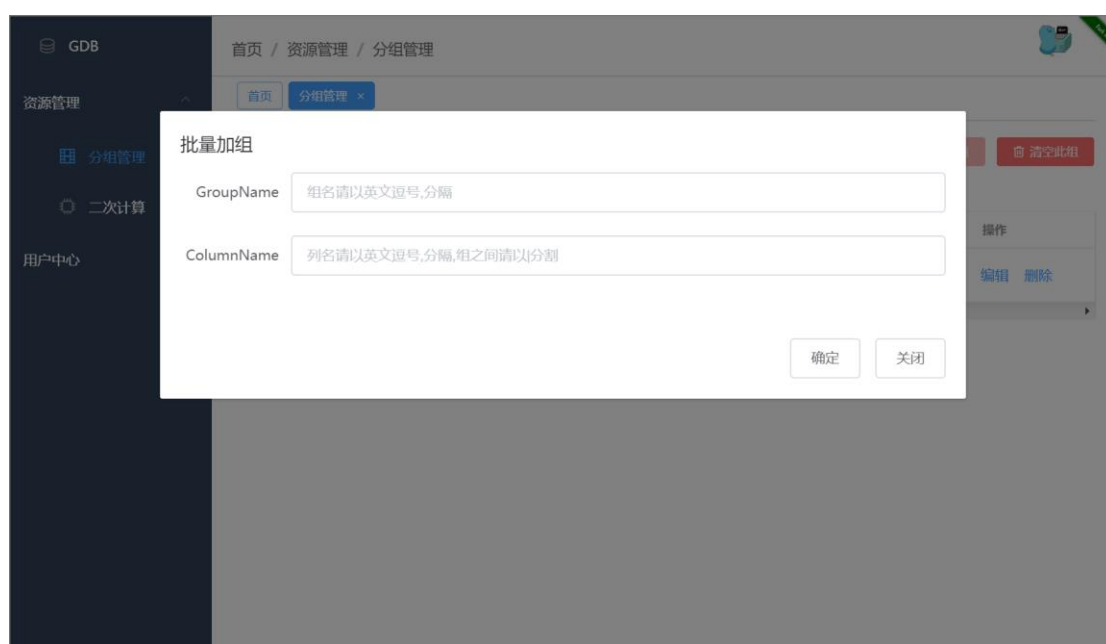 GDB
首页 / 资源管理 / 分组管理
资源管理
首页 分组管理 ×
分组管理
清空此组
二次计算
用户中心
批量加组
GroupName 组名请以英文逗号,分隔
ColumnName 列名请以英文逗号,分隔,组之间请以|分割
操作
编辑 删除
确定 关闭